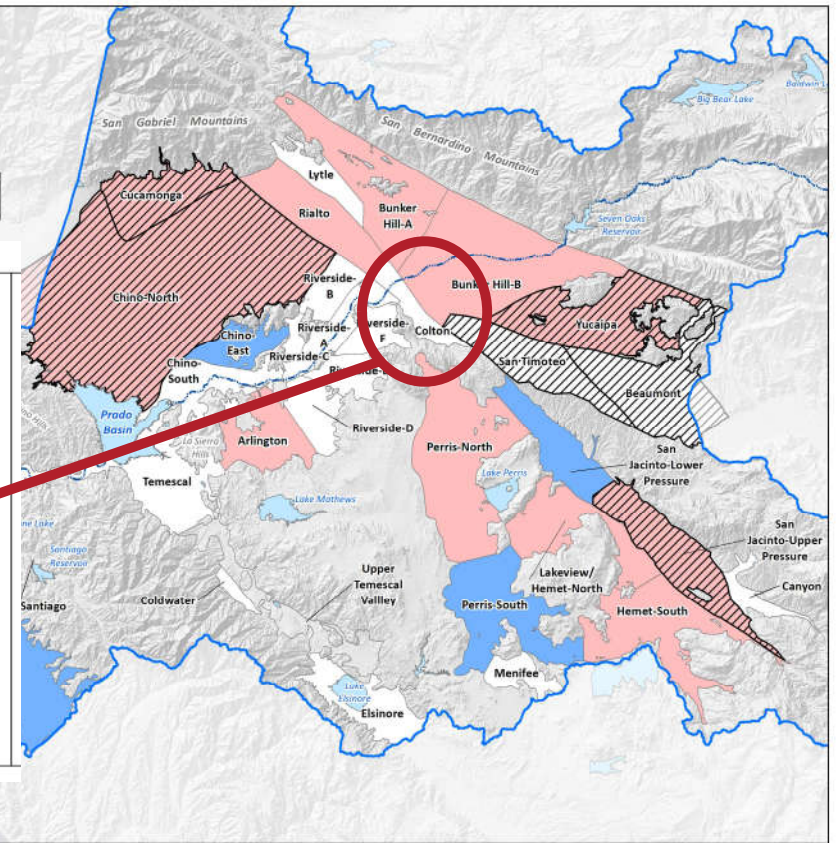 San Gabriel Mountains
San Bernardino Mountains
Big Bear Lake
Lytle
Cucamonga
Rialto
Bunker
Hill-A
Seven Oaks
Reservoir
Riverside-
B
Bunker Hill-B
Chino-North
Yucaipa
Chino-
East
Riverside-
A
Riverside-
F
Colton
San Timoteo
Chino-
South
Riverside-C
Beaumont
Prado
Basin
La Sierra
Hills
Arlington
Riverside-D
Perris-North
San
Jacinto-Lower
Pressure
Temescal
Lake Perris
Lake Mathews
San
Jacinto-Upper
Pressure
Santiago
Reservoir
Upper
Temescal
Vallley
Lakeview/
Hemet-North
Canyon
Santiago
Coldwater
Perris-South
Hemet-South
Menifee
Lake
Elsinore
Elsinore